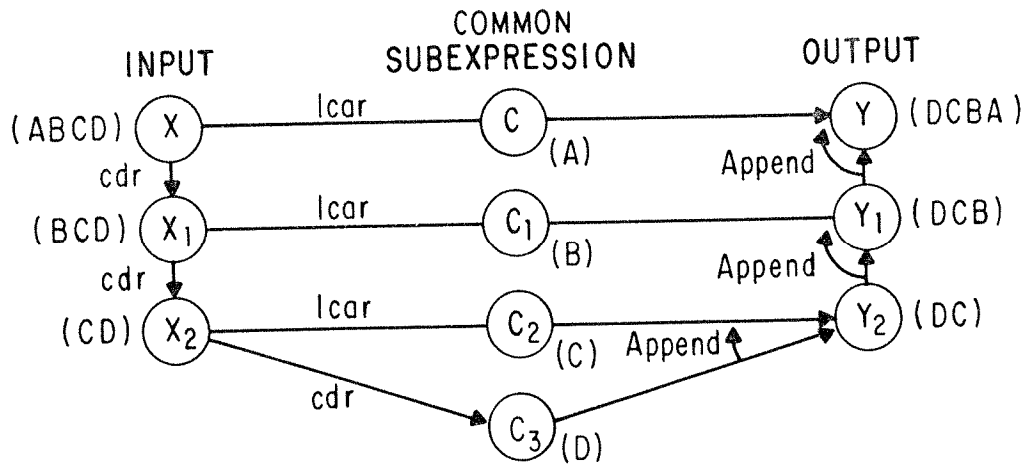 INPUT
COMMON
SUBEXPRESSION
OUTPUT
(ABCD) X lcar C (A) Y (DCBA)
cdr
Append
(BCD) X1 lcar C1 (B) Y1 (DCB)
cdr
Append
(CD) X2 lcar C2 (C) Append Y2 (DC)
cdr
C3 (D)